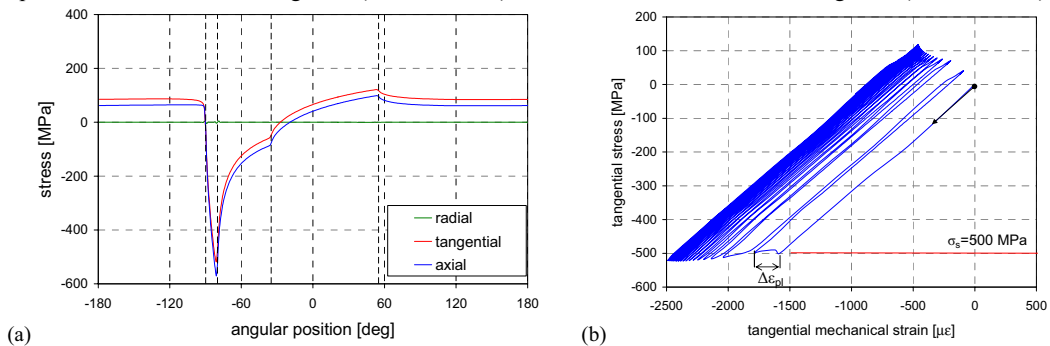 400
200
0
-200
-400
-600
-180
-120
-60
0
60
120
180
stress [MPa]
angular position [deg]
radial
tangential
axial
(a)
200
100
0
-100
-200
-300
-400
-500
-600
-2500
-2000
-1500
-1000
-500
0
500
tangential stress [MPa]
tangential mechanical strain [µε]
σs=500 MPa
Δεpl
(b)